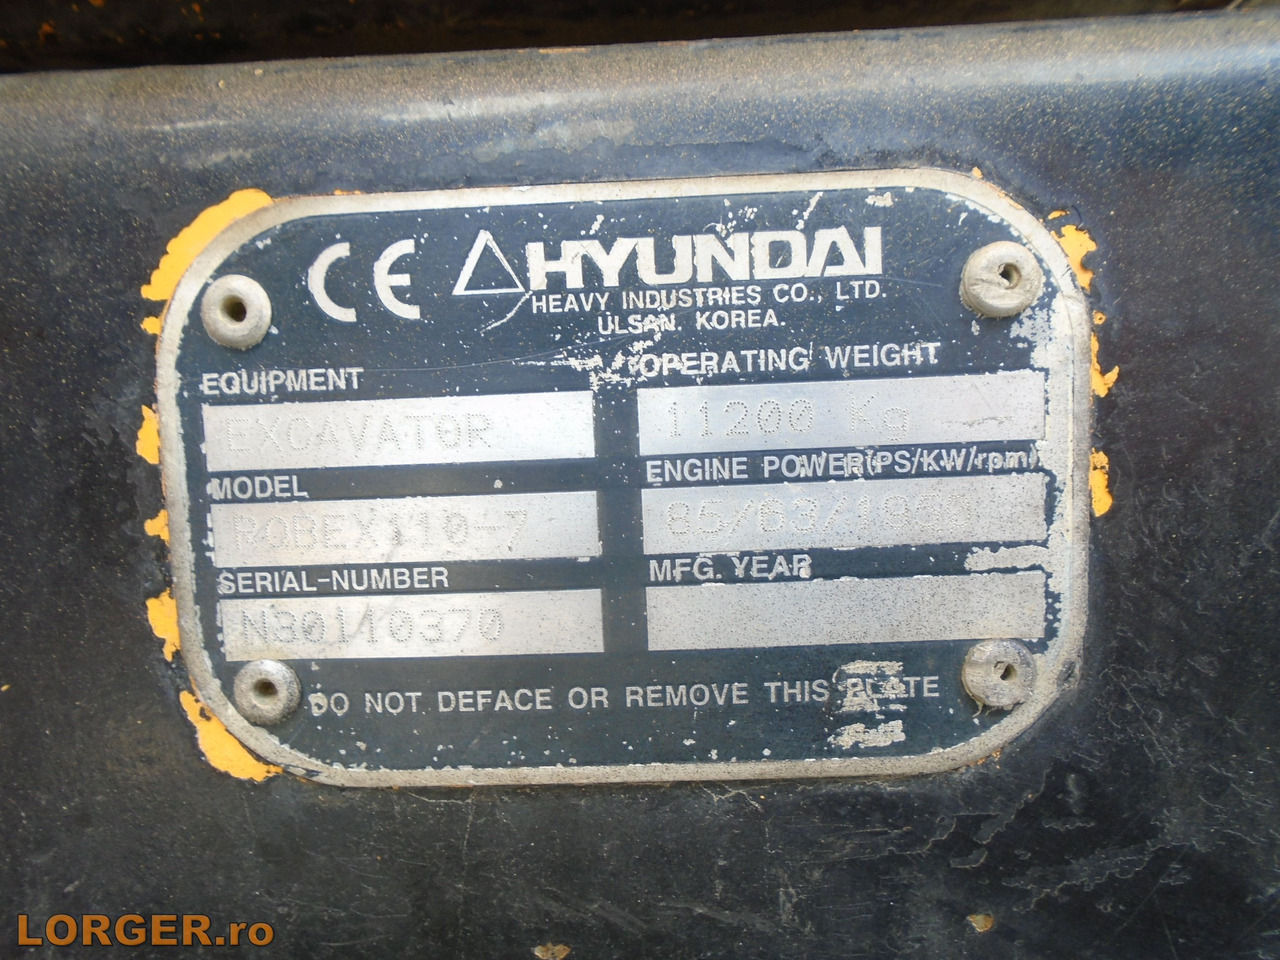 CE HYUNDAI
HEAVY INDUSTRIES CO., LTD.
ULSAN. KOREA.
EQUIPMENT
EXCAVATOR
OPERATING WEIGHT
11200 Kg
MODEL
ROBEX110-7
ENGINE POWER(PS/KW/rpm)
SERIAL-NUMBER
N30110370
MFG. YEAR
DO NOT DEFACE OR REMOVE THIS PLATE
LORGER.ro